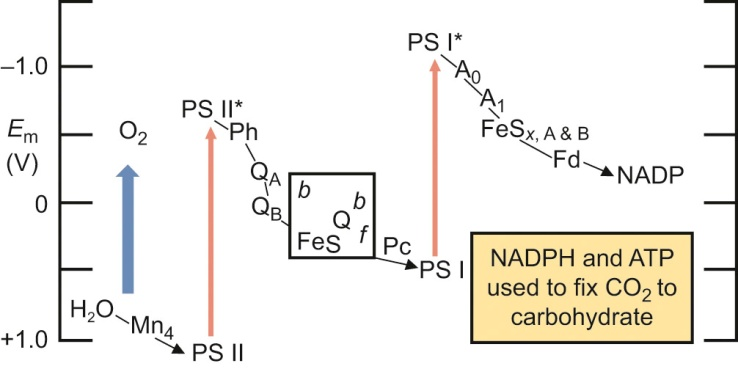 –1.0
E_m
(V)
0
+1.0
O₂
H₂O
Mn₄
PS II
PS II*
Ph
Q_A
Q_B
b
b
Q
FeS
f
Pc
PS I
PS I*
A₀
A₁
FeS_x, A & B
Fd
NADP
NADPH and ATP
used to fix CO₂ to
carbohydrate